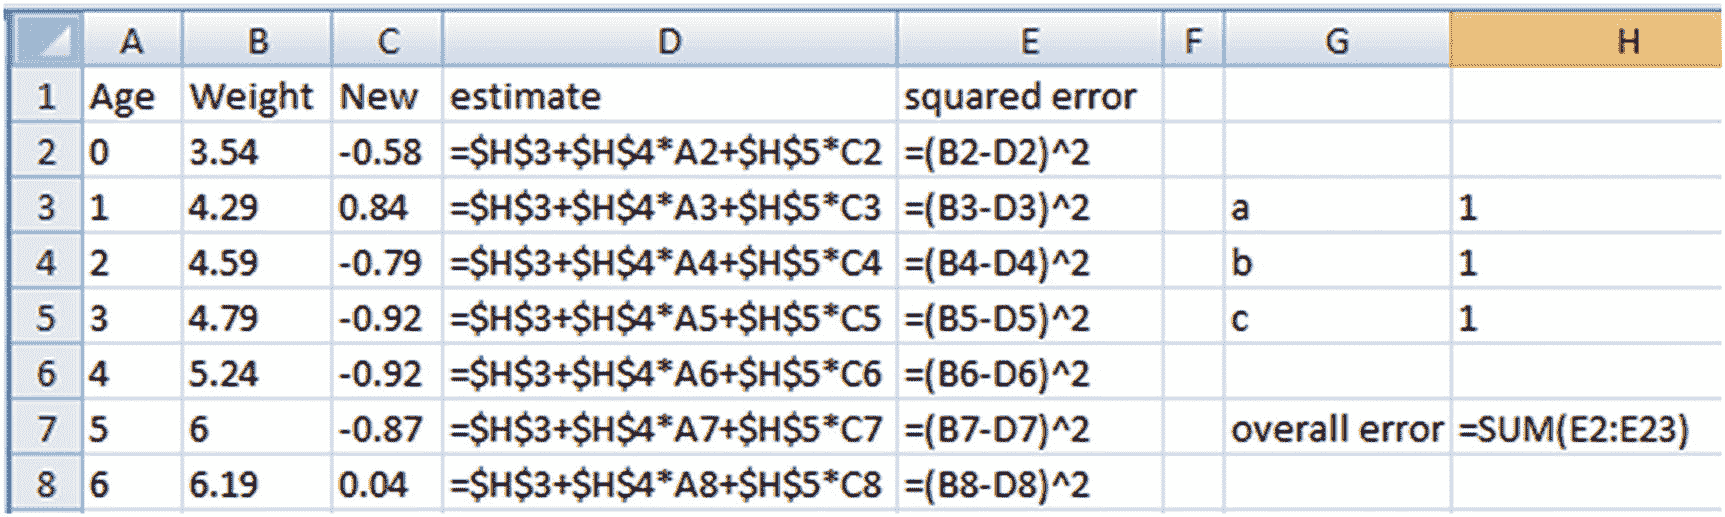 A B C D E F G H
1 Age Weight New estimate squared error
2 0 3.54 -0.58 =$H$3+$H$4*A2+$H$5*C2 =(B2-D2)^2
3 1 4.29 0.84 =$H$3+$H$4*A3+$H$5*C3 =(B3-D3)^2 a 1
4 2 4.59 -0.79 =$H$3+$H$4*A4+$H$5*C4 =(B4-D4)^2 b 1
5 3 4.79 -0.92 =$H$3+$H$4*A5+$H$5*C5 =(B5-D5)^2 c 1
6 4 5.24 -0.92 =$H$3+$H$4*A6+$H$5*C6 =(B6-D6)^2
7 5 6 -0.87 =$H$3+$H$4*A7+$H$5*C7 =(B7-D7)^2 overall error =SUM(E2:E23)
8 6 6.19 0.04 =$H$3+$H$4*A8+$H$5*C8 =(B8-D8)^2